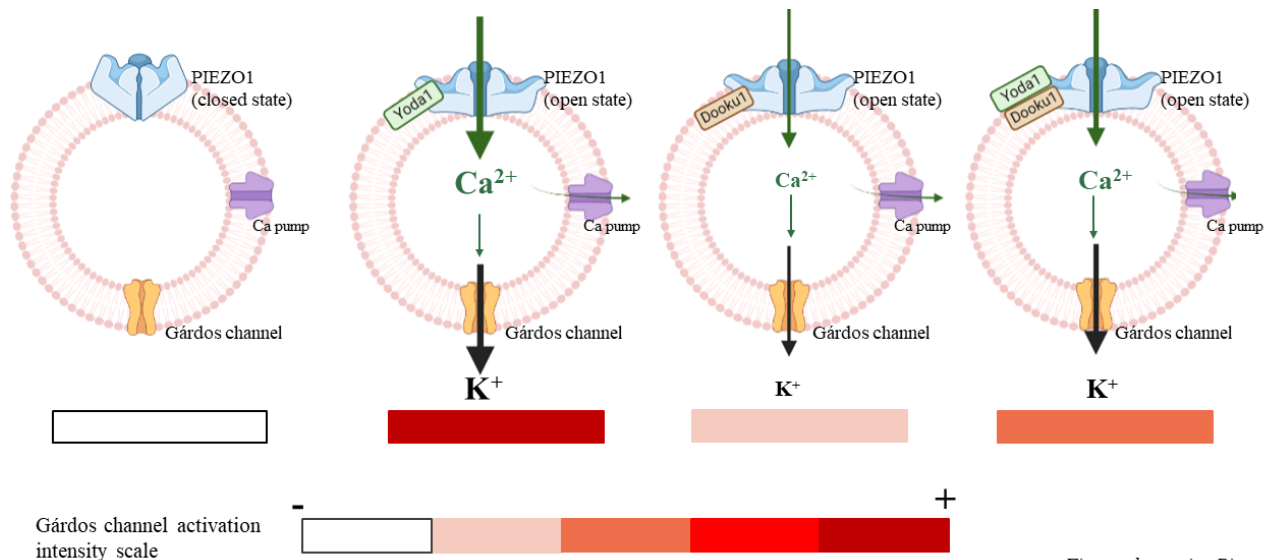 PIEZO1
(closed state)
Ca pump
Gárdos channel
Yoda1
PIEZO1
(open state)
Ca²⁺
Ca pump
Gárdos channel
K⁺
Dooku1
PIEZO1
(open state)
Ca²⁺
Ca pump
Gárdos channel
K⁺
Yoda1
Dooku1
PIEZO1
(open state)
Ca²⁺
Ca pump
Gárdos channel
K⁺
- +
Gárdos channel activation
intensity scale